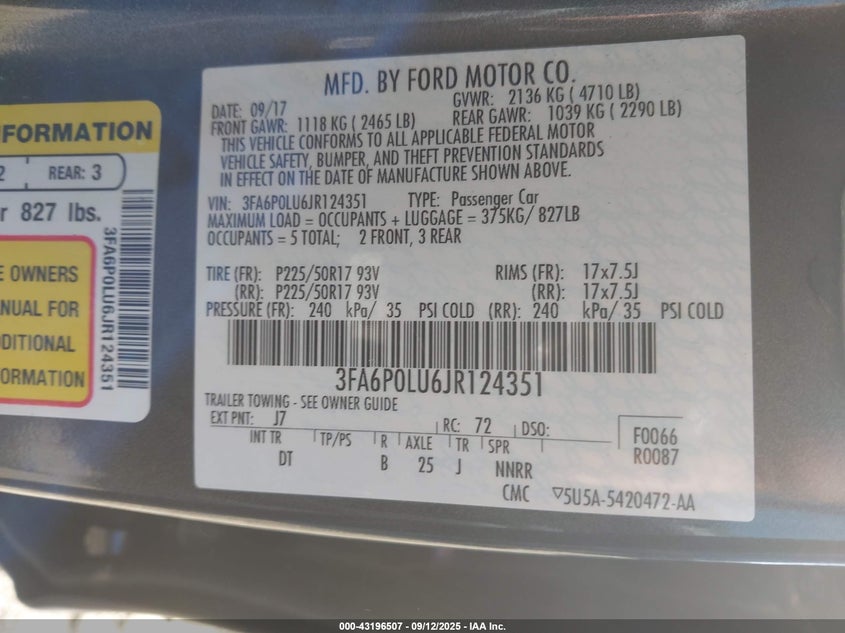 NFORMATION
2
REAR: 3
r 827 lbs.
E OWNERS
ANUAL FOR
DDITIONAL
FORMATION
3FA6P0LU6JR124351
MFD. BY FORD MOTOR CO.
DATE: 09/17
GVWR: 2136 KG ( 4710 LB)
FRONT GAWR: 1118 KG ( 2465 LB)
REAR GAWR: 1039 KG ( 2290 LB)
THIS VEHICLE CONFORMS TO ALL APPLICABLE FEDERAL MOTOR
VEHICLE SAFETY, BUMPER, AND THEFT PREVENTION STANDARDS
IN EFFECT ON THE DATE OF MANUFACTURE SHOWN ABOVE.
VIN: 3FA6P0LU6JR124351 TYPE: Passenger Car
MAXIMUM LOAD = OCCUPANTS + LUGGAGE = 375KG/ 827LB
OCCUPANTS = 5 TOTAL; 2 FRONT, 3 REAR
TIRE (FR): P225/50R17 93V RIMS (FR): 17x7.5J
(RR): P225/50R17 93V (RR): 17x7.5J
PRESSURE (FR): 240 kPa/ 35 PSI COLD (RR): 240 kPa/ 35 PSI COLD
3FA6P0LU6JR124351
TRAILER TOWING - SEE OWNER GUIDE
EXT PNT: J7 RC: 72 DSO:
INT TR TP/PS R AXLE TR SPR
DT B 25 J NNRR
F0066
R0087
CMC ▽5U5A-5420472-AA
000-43196507 - 09/12/2025 - IAA Inc.